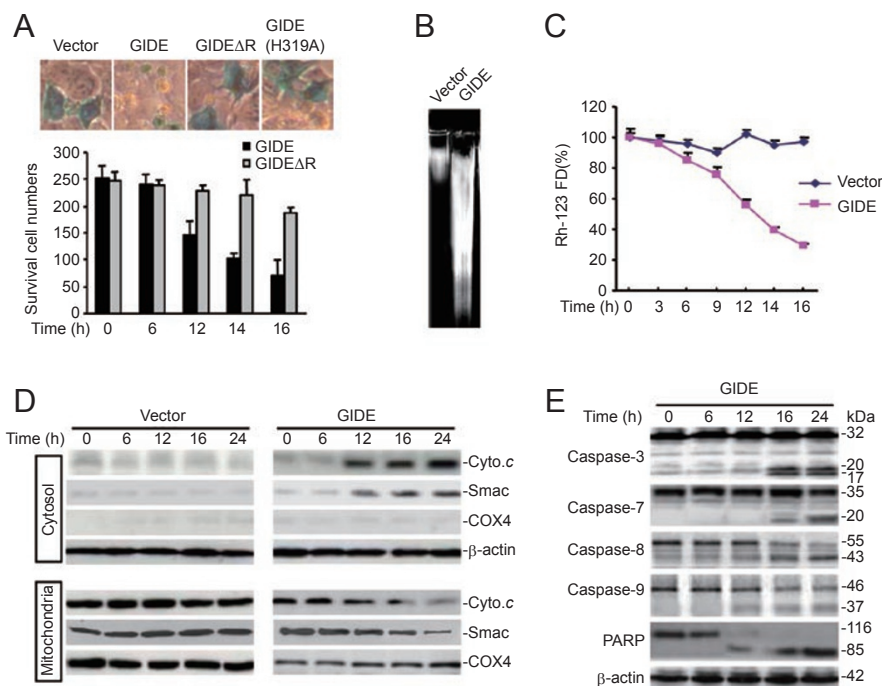 A
Vector
GIDE
GIDEΔR
GIDE
(H319A)
GIDE
GIDEΔR
Survival cell numbers
300
250
200
150
100
50
0
Time (h) 0 6 12 14 16
B
Vector
GIDE
C
Rh-123 FD(%)
120
100
80
60
40
20
0
Time (h) 0 3 6 9 12 14 16
Vector
GIDE
D
Vector GIDE
Time (h) 0 6 12 16 24 0 6 12 16 24
Cytosol
-Cyto.c
-Smac
-COX4
-β-actin
Mitochondria
-Cyto.c
-Smac
-COX4
E
GIDE
Time (h) 0 6 12 16 24 kDa
Caspase-3
-32
-20
17
Caspase-7
-35
-20
Caspase-8
-55
-43
Caspase-9
-46
-37
PARP
-116
-85
β-actin -42